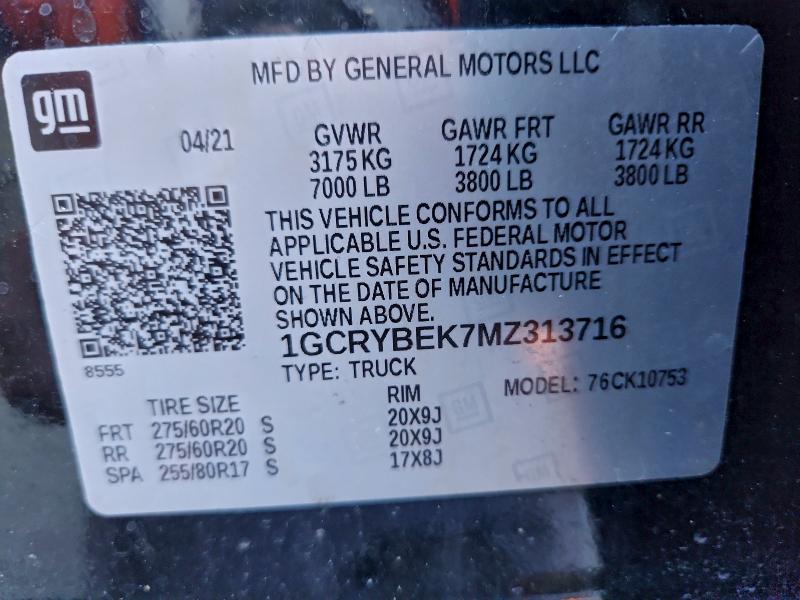 gm
MFD BY GENERAL MOTORS LLC
04/21
GVWR
3175 KG
7000 LB
GAWR FRT
1724 KG
3800 LB
GAWR RR
1724 KG
3800 LB
THIS VEHICLE CONFORMS TO ALL
APPLICABLE U.S. FEDERAL MOTOR
VEHICLE SAFETY STANDARDS IN EFFECT
ON THE DATE OF MANUFACTURE
SHOWN ABOVE.
1GCRYBEK7MZ313716
8555
TYPE: TRUCK
MODEL: 76CK10753
TIRE SIZE
RIM
FRT 275/60R20 S 20X9J
RR 275/60R20 S 20X9J
SPA 255/80R17 S 17X8J